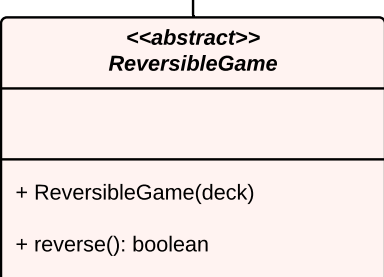 <<abstract>>
ReversibleGame
+ ReversibleGame(deck)
+ reverse(): boolean